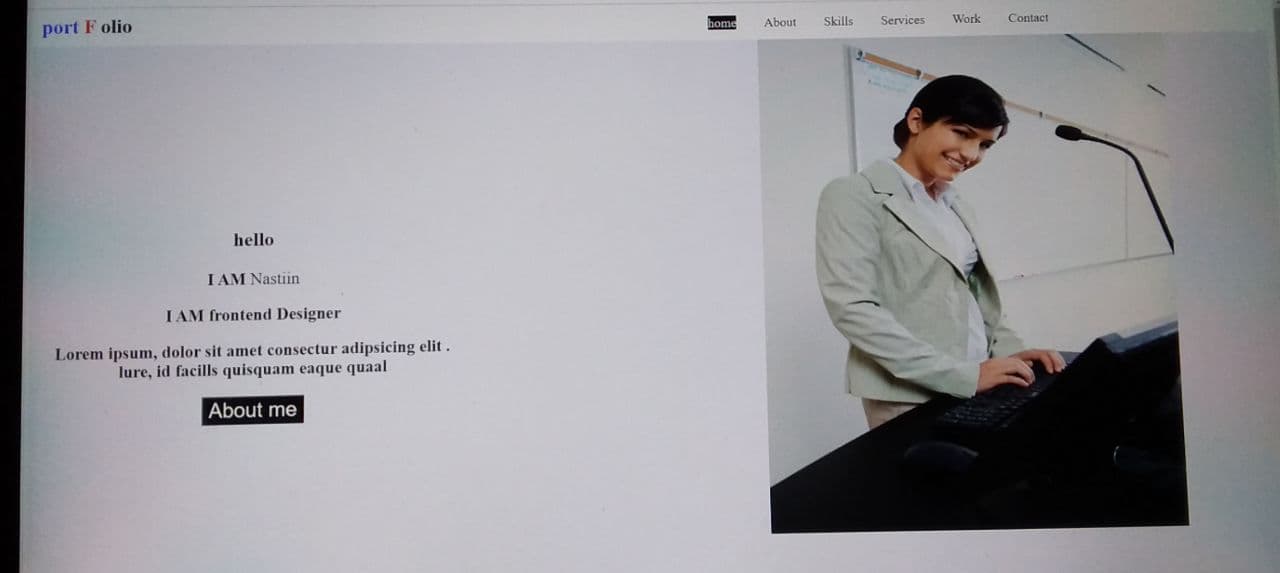 port F olio
home About Skills Services Work Contact
hello
I AM Nastiin
I AM frontend Designer
Lorem ipsum, dolor sit amet consectur adipsicing elit .
lure, id facills quisquam eaque quaal
About me